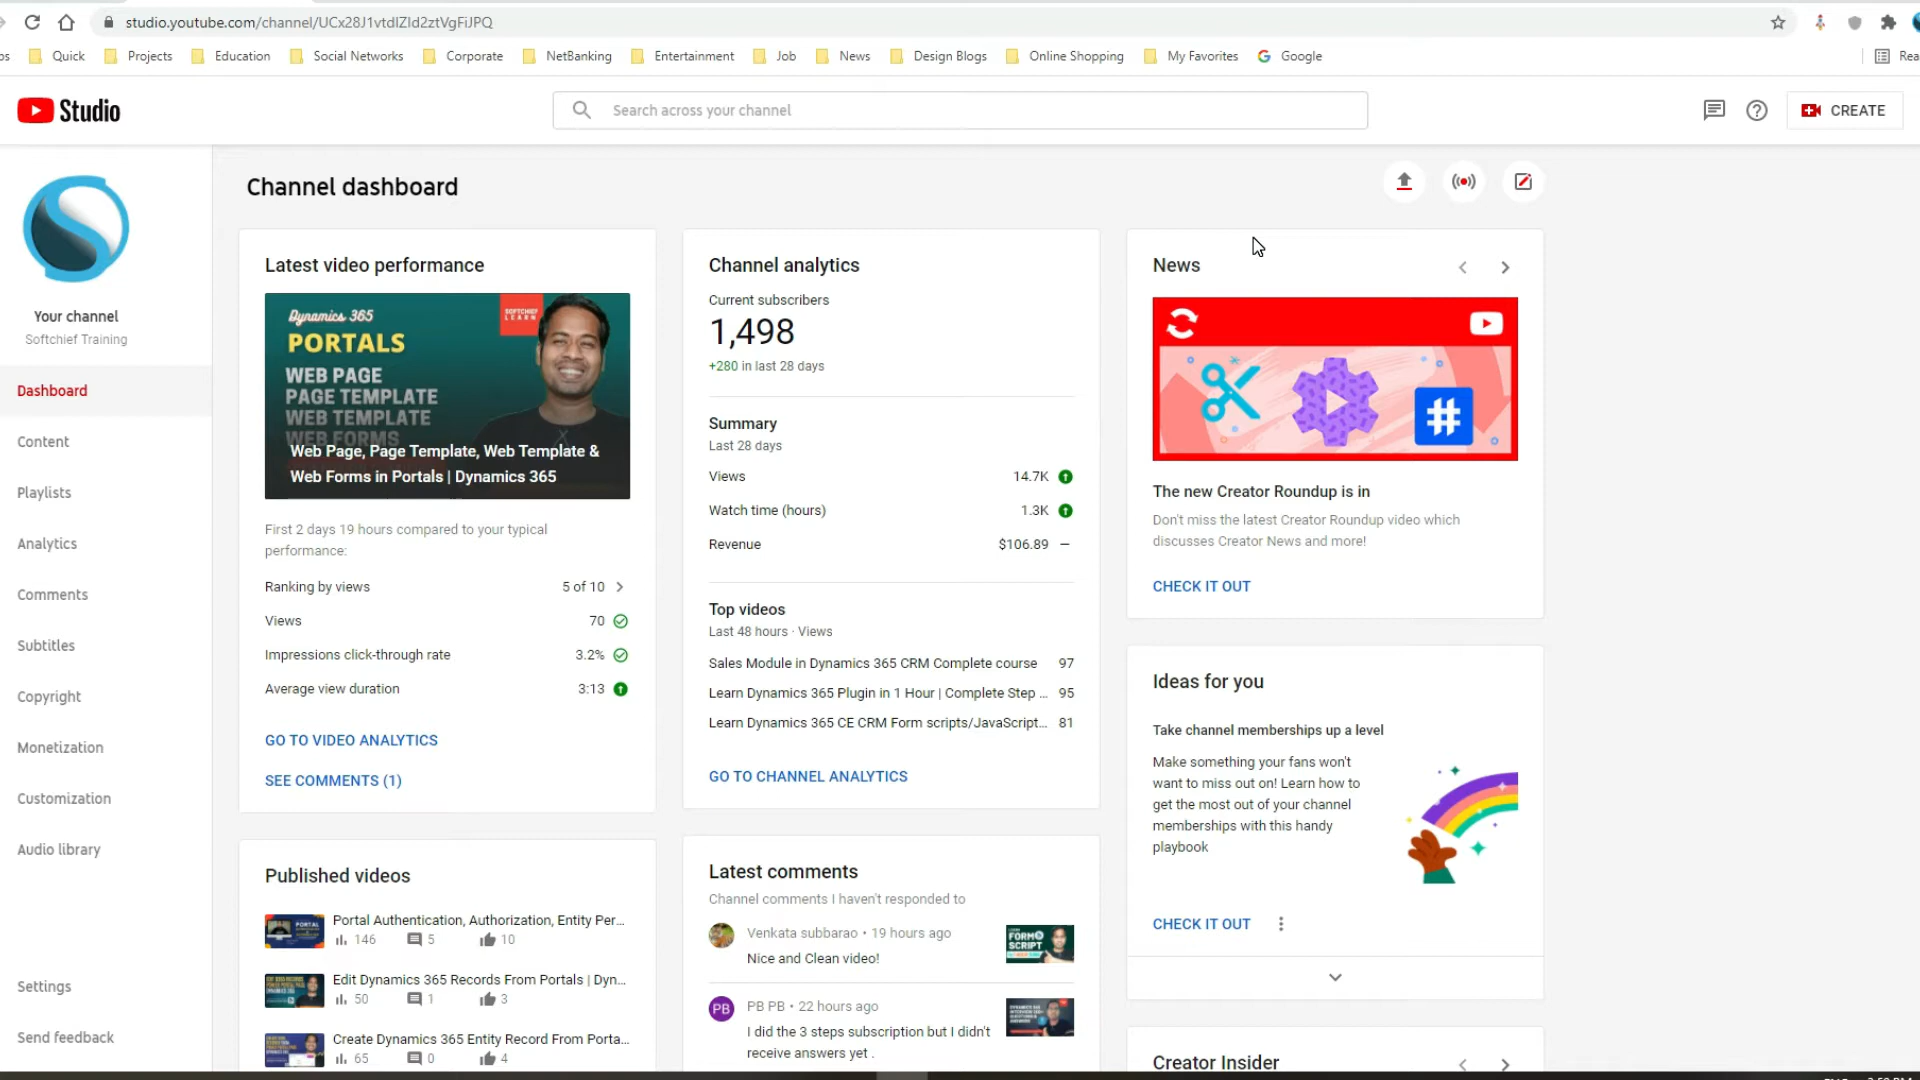 studio.youtube.com/channel/UCx28J1vtdlZId2ztVgFiJPQ
Quick
Projects
Education
Social Networks
Corporate
NetBanking
Entertainment
Job
News
Design Blogs
Online Shopping
My Favorites
Google
Studio
Search across your channel
CREATE
Your channel
Softchief Training
Dashboard
Content
Playlists
Analytics
Comments
Subtitles
Copyright
Monetization
Customization
Audio library
Settings
Send feedback
Channel dashboard
Latest video performance
Dynamics 365
PORTALS
WEB PAGE
PAGE TEMPLATE
WEB TEMPLATE
WEB FORMS
SOFTCHIEF
LEARN
Web Page, Page Template, Web Template &
Web Forms in Portals | Dynamics 365
First 2 days 19 hours compared to your typical
performance:
Ranking by views 5 of 10
Views 70
Impressions click-through rate 3.2%
Average view duration 3:13
GO TO VIDEO ANALYTICS
SEE COMMENTS (1)
Published videos
Portal Authentication, Authorization, Entity Per...
146 5 10
Edit Dynamics 365 Records From Portals | Dyn...
50 1 3
Create Dynamics 365 Entity Record From Porta...
65 0 4
Channel analytics
Current subscribers
1,498
+280 in last 28 days
Summary
Last 28 days
Views 14.7K
Watch time (hours) 1.3K
Revenue $106.89 —
Top videos
Last 48 hours · Views
Sales Module in Dynamics 365 CRM Complete course 97
Learn Dynamics 365 Plugin in 1 Hour | Complete Step ... 95
Learn Dynamics 365 CE CRM Form scripts/JavaScript... 81
GO TO CHANNEL ANALYTICS
Latest comments
Channel comments I haven't responded to
Venkata subbarao • 19 hours ago
Nice and Clean video!
FORM
SCRIPT
PB
PB PB • 22 hours ago
I did the 3 steps subscription but I didn't
receive answers yet .
News
#
The new Creator Roundup is in
Don't miss the latest Creator Roundup video which
discusses Creator News and more!
CHECK IT OUT
Ideas for you
Take channel memberships up a level
Make something your fans won't
want to miss out on! Learn how to
get the most out of your channel
memberships with this handy
playbook
CHECK IT OUT
Creator Insider